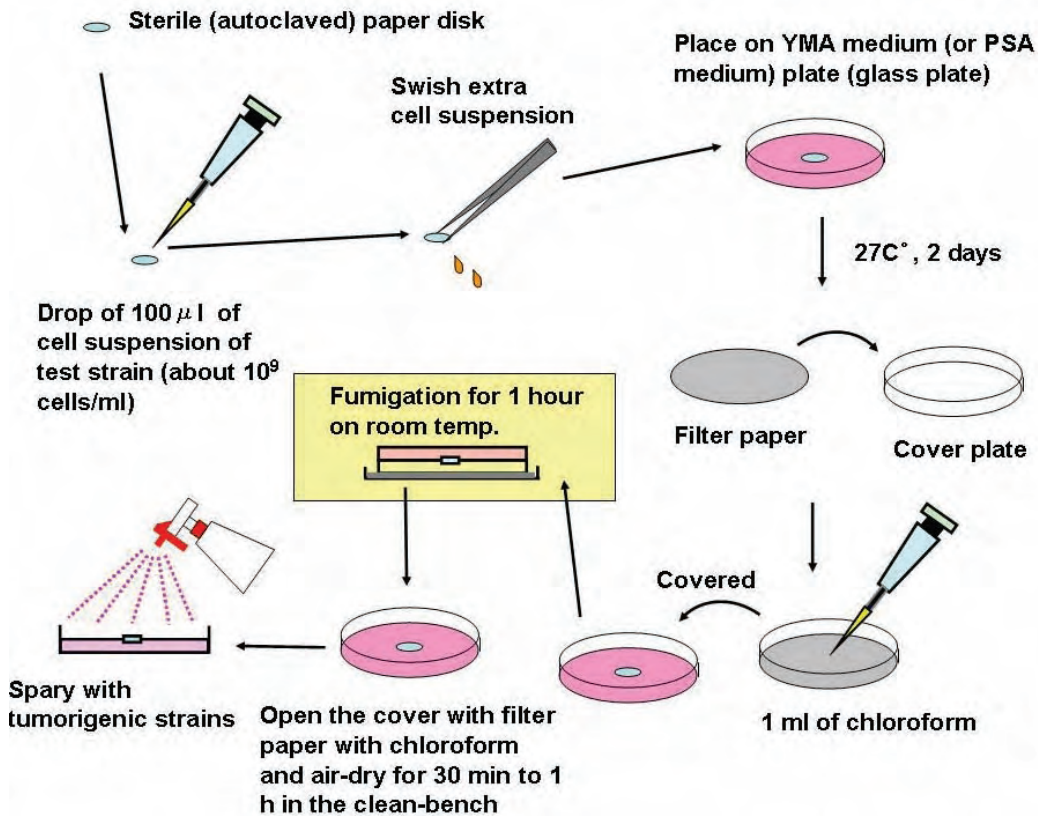 Sterile (autoclaved) paper disk
Drop of 100 μl of
cell suspension of
test strain (about 10⁹
cells/ml)
Swish extra
cell suspension
Place on YMA medium (or PSA
medium) plate (glass plate)
27C°, 2 days
Filter paper
Cover plate
1 ml of chloroform
Covered
Fumigation for 1 hour
on room temp.
Open the cover with filter
paper with chloroform
and air-dry for 30 min to 1
h in the clean-bench
Spary with
tumorigenic strains